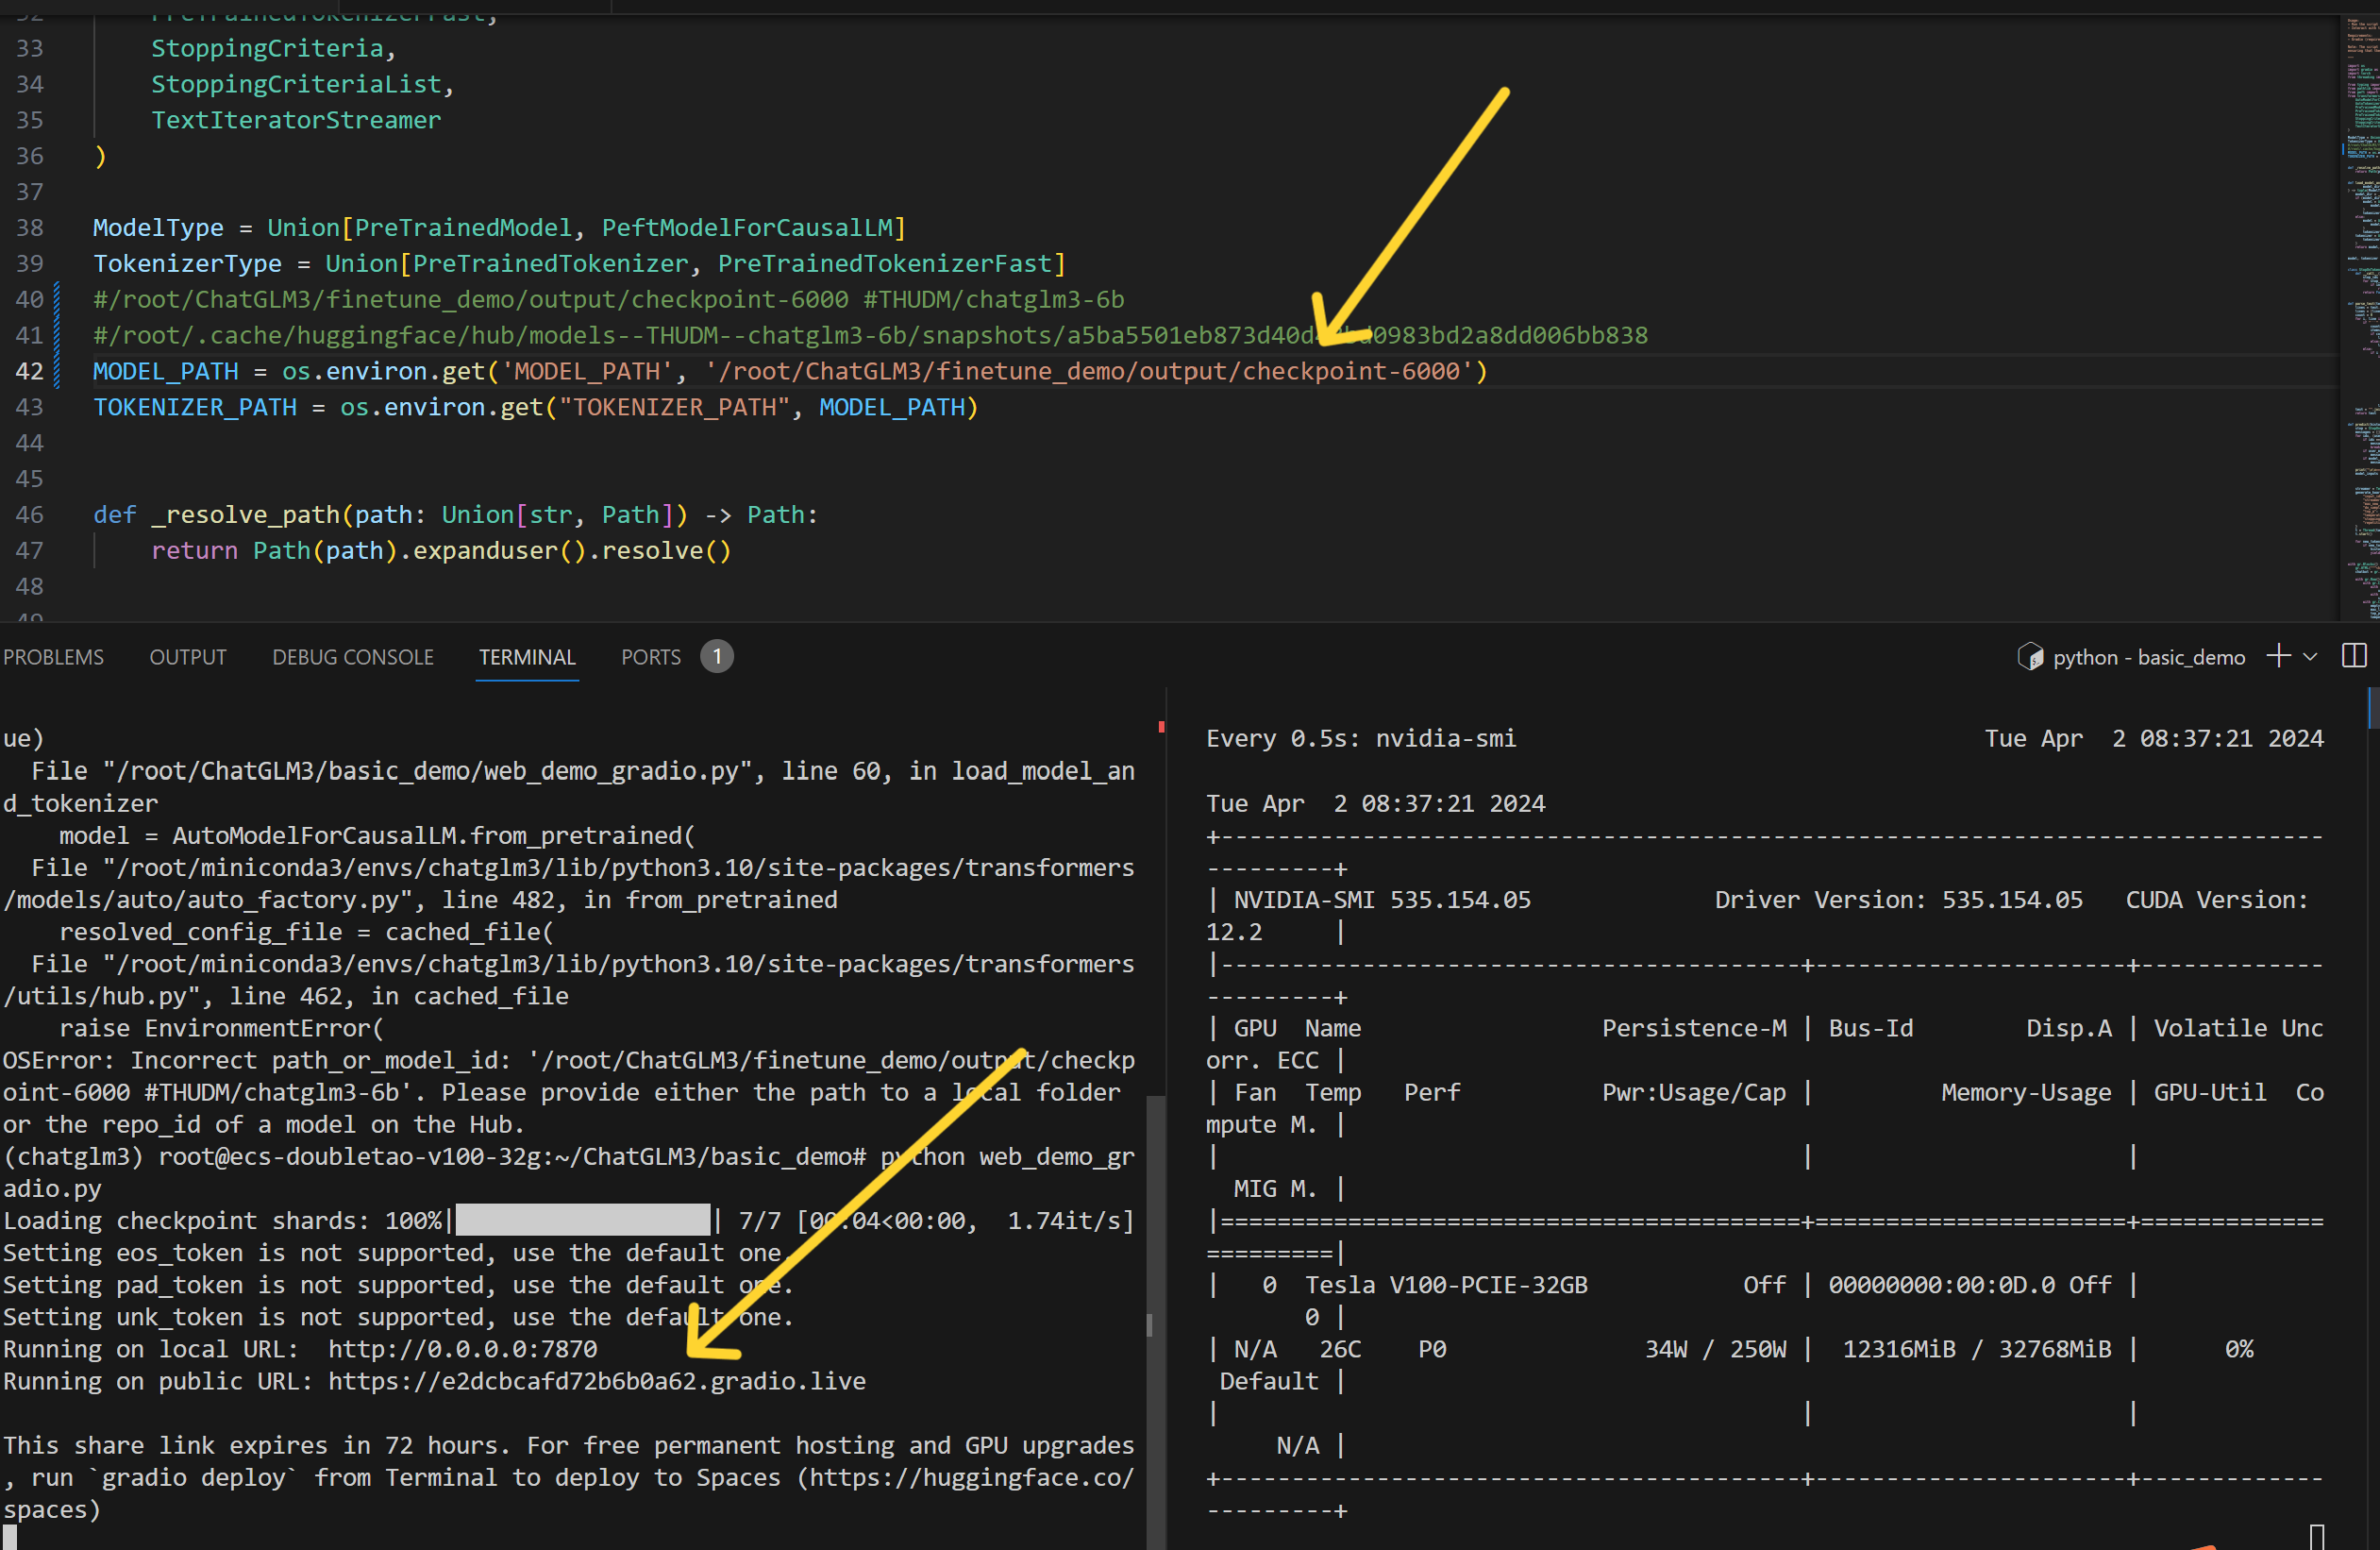 32 PreTrainedTokenizerFast,
33 StoppingCriteria,
34 StoppingCriteriaList,
35 TextIteratorStreamer
36 )
37
38 ModelType = Union[PreTrainedModel, PeftModelForCausalLM]
39 TokenizerType = Union[PreTrainedTokenizer, PreTrainedTokenizerFast]
40 #/root/ChatGLM3/finetune_demo/output/checkpoint-6000 #THUDM/chatglm3-6b
41 #/root/.cache/huggingface/hub/models--THUDM--chatglm3-6b/snapshots/
42 MODEL_PATH = os.environ.get('MODEL_PATH', '/root/ChatGLM3/finetune_demo/output/checkpoint-6000')
43 TOKENIZER_PATH = os.environ.get("TOKENIZER_PATH", MODEL_PATH)
44
45
46 def _resolve_path(path: Union[str, Path]) -> Path:
47 return Path(path).expanduser().resolve()
48
49
PROBLEMS OUTPUT DEBUG CONSOLE TERMINAL PORTS 1 python - basic_demo
ue)
File "/root/ChatGLM3/basic_demo/web_demo_gradio.py", line 60, in load_model_an
d_tokenizer
model = AutoModelForCausalLM.from_pretrained(
File "/root/miniconda3/envs/chatglm3/lib/python3.10/site-packages/transformers
/models/auto/auto_factory.py", line 482, in from_pretrained
resolved_config_file = cached_file(
File "/root/miniconda3/envs/chatglm3/lib/python3.10/site-packages/transformers
/utils/hub.py", line 462, in cached_file
raise EnvironmentError(
OSError: Incorrect path_or_model_id: '/root/ChatGLM3/finetune_demo/output/checkp
oint-6000 #THUDM/chatglm3-6b'. Please provide either the path to a local folder
or the repo_id of a model on the Hub.
(chatglm3) root@ecs-doubletao-v100-32g:~/ChatGLM3/basic_demo# python web_demo_gr
adio.py
Loading checkpoint shards: 100%| | 7/7 [00:04<00:00, 1.74it/s]
Setting eos_token is not supported, use the default one.
Setting pad_token is not supported, use the default one.
Setting unk_token is not supported, use the default one.
Running on local URL: http://0.0.0.0:7870
Running on public URL: https://e2dcbcafd72b6b0a62.gradio.live
This share link expires in 72 hours. For free permanent hosting and GPU upgrades
, run `gradio deploy` from Terminal to deploy to Spaces (https://huggingface.co/
spaces)
Every 0.5s: nvidia-smi Tue Apr 2 08:37:21 2024
Tue Apr 2 08:37:21 2024
+------------------------------------------------------------------------------
---------+
| NVIDIA-SMI 535.154.05 Driver Version: 535.154.05 CUDA Version:
12.2 |
|-----------------------------------------+----------------------+-------------
---------+
| GPU Name Persistence-M | Bus-Id Disp.A | Volatile Unc
orr. ECC |
| Fan Temp Perf Pwr:Usage/Cap | Memory-Usage | GPU-Util Co
mpute M. |
| | |
MIG M. |
|=========================================+======================+=============
=========|
| 0 Tesla V100-PCIE-32GB Off | 00000000:00:0D.0 Off |
0 |
| N/A 26C P0 34W / 250W | 12316MiB / 32768MiB | 0%
Default |
| | |
N/A |
+-----------------------------------------+----------------------+-------------
---------+